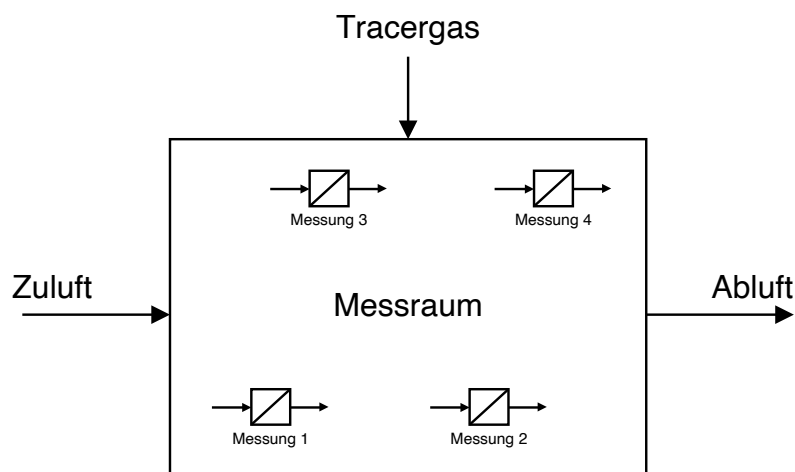 Tracergas
Messung 3
Messung 4
Zuluft
Messraum
Abluft
Messung 1
Messung 2